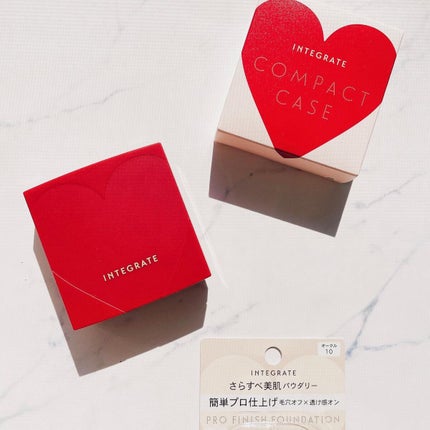 INTEGRATE
COMPACT
CASE
INTEGRATE
オークル
10
INTEGRATE
さらすべ美肌 パウダリー
簡単プロ仕上げ 毛穴オフ×透け感オン
PRO FINISH FOUNDATION